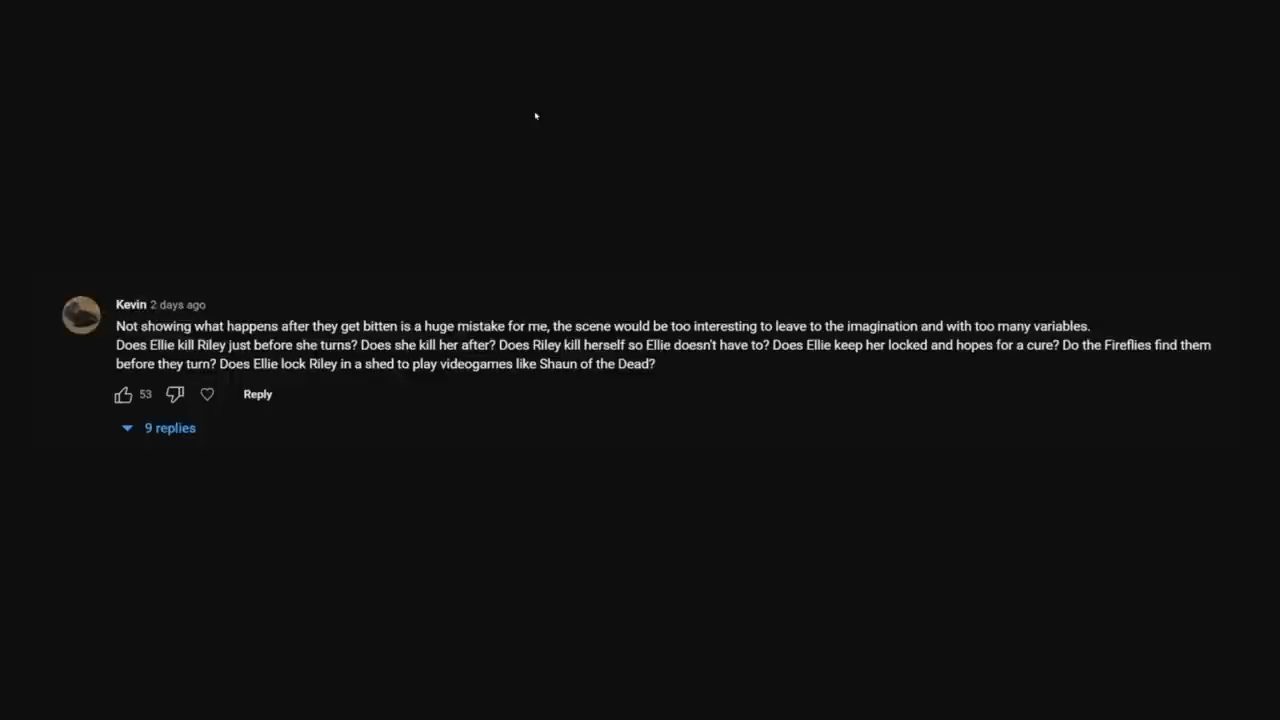 Kevin 2 days ago
Not showing what happens after they get bitten is a huge mistake for me, the scene would be too interesting to leave to the imagination and with too many variables.
Does Ellie kill Riley just before she turns? Does she kill her after? Does Riley kill herself so Ellie doesn't have to? Does Ellie keep her locked and hopes for a cure? Do the Fireflies find them
before they turn? Does Ellie lock Riley in a shed to play videogames like Shaun of the Dead?
53 Reply
9 replies